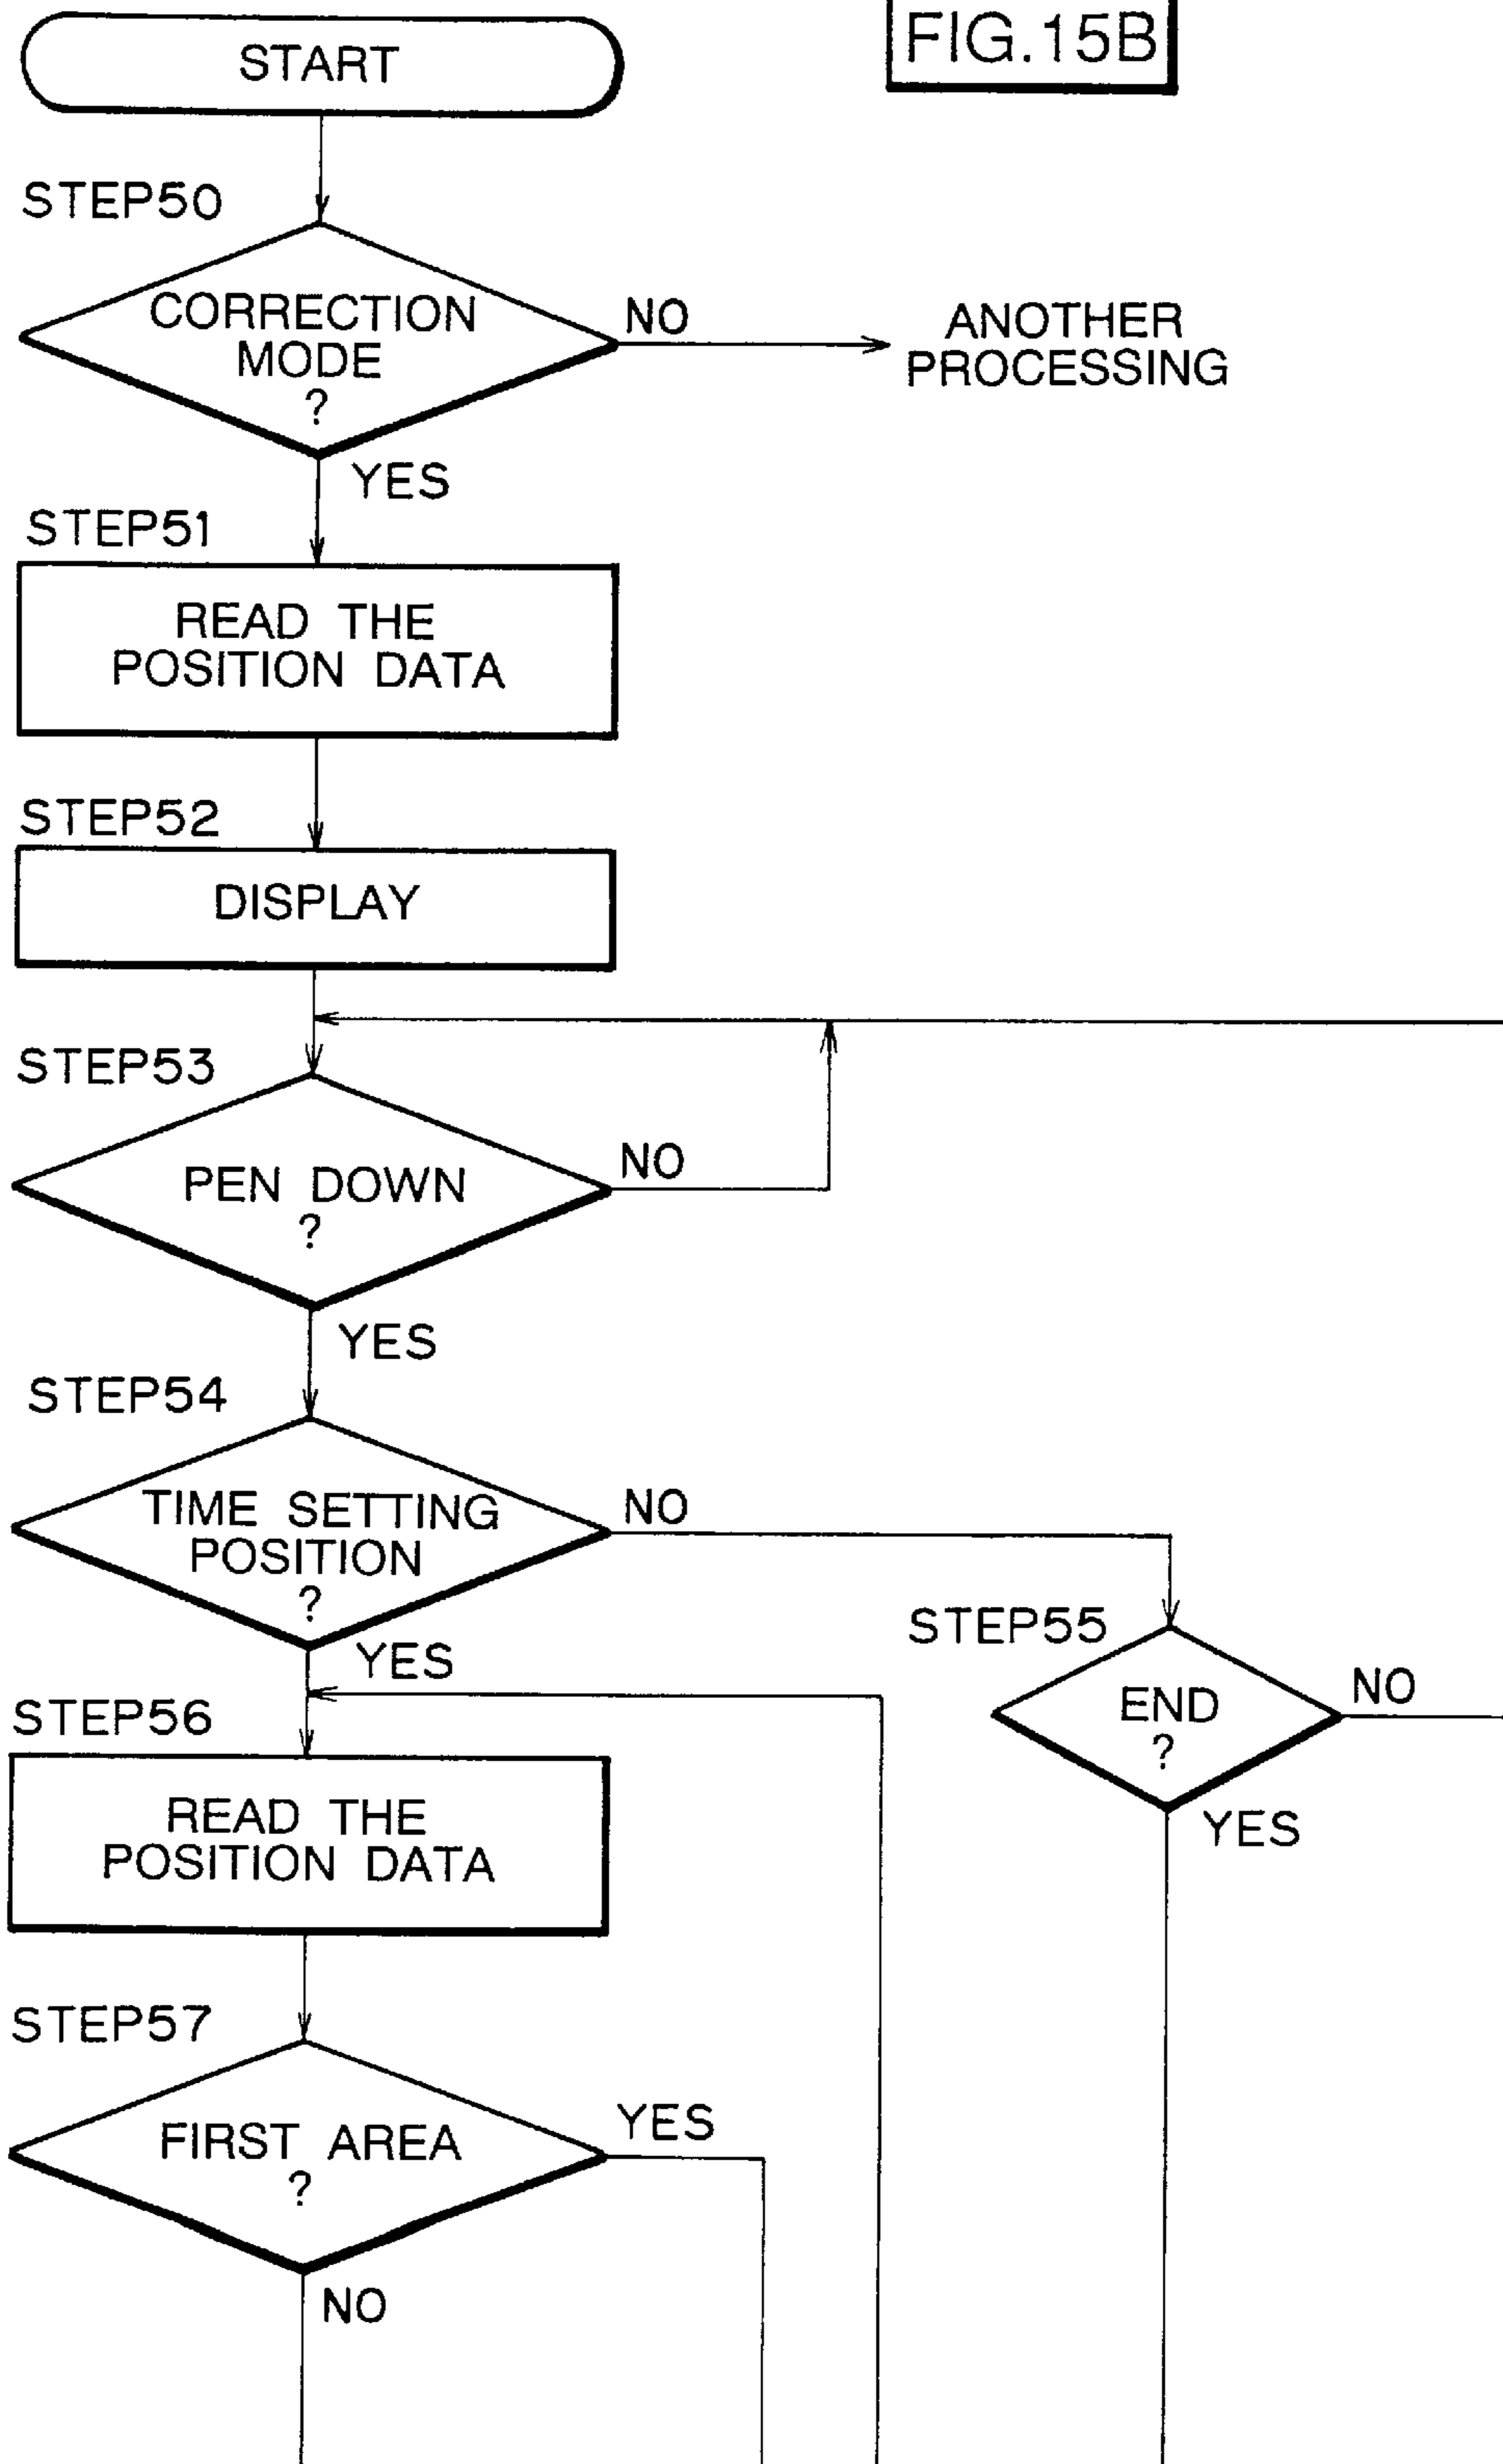 FIG.15B
START
STEP50
CORRECTION
MODE
?
NO
ANOTHER
PROCESSING
YES
STEP51
READ THE
POSITION DATA
STEP52
DISPLAY
STEP53
PEN DOWN
?
NO
YES
STEP54
TIME SETTING
POSITION
?
NO
YES
STEP55
END
?
NO
YES
STEP56
READ THE
POSITION DATA
STEP57
FIRST AREA
?
YES
NO